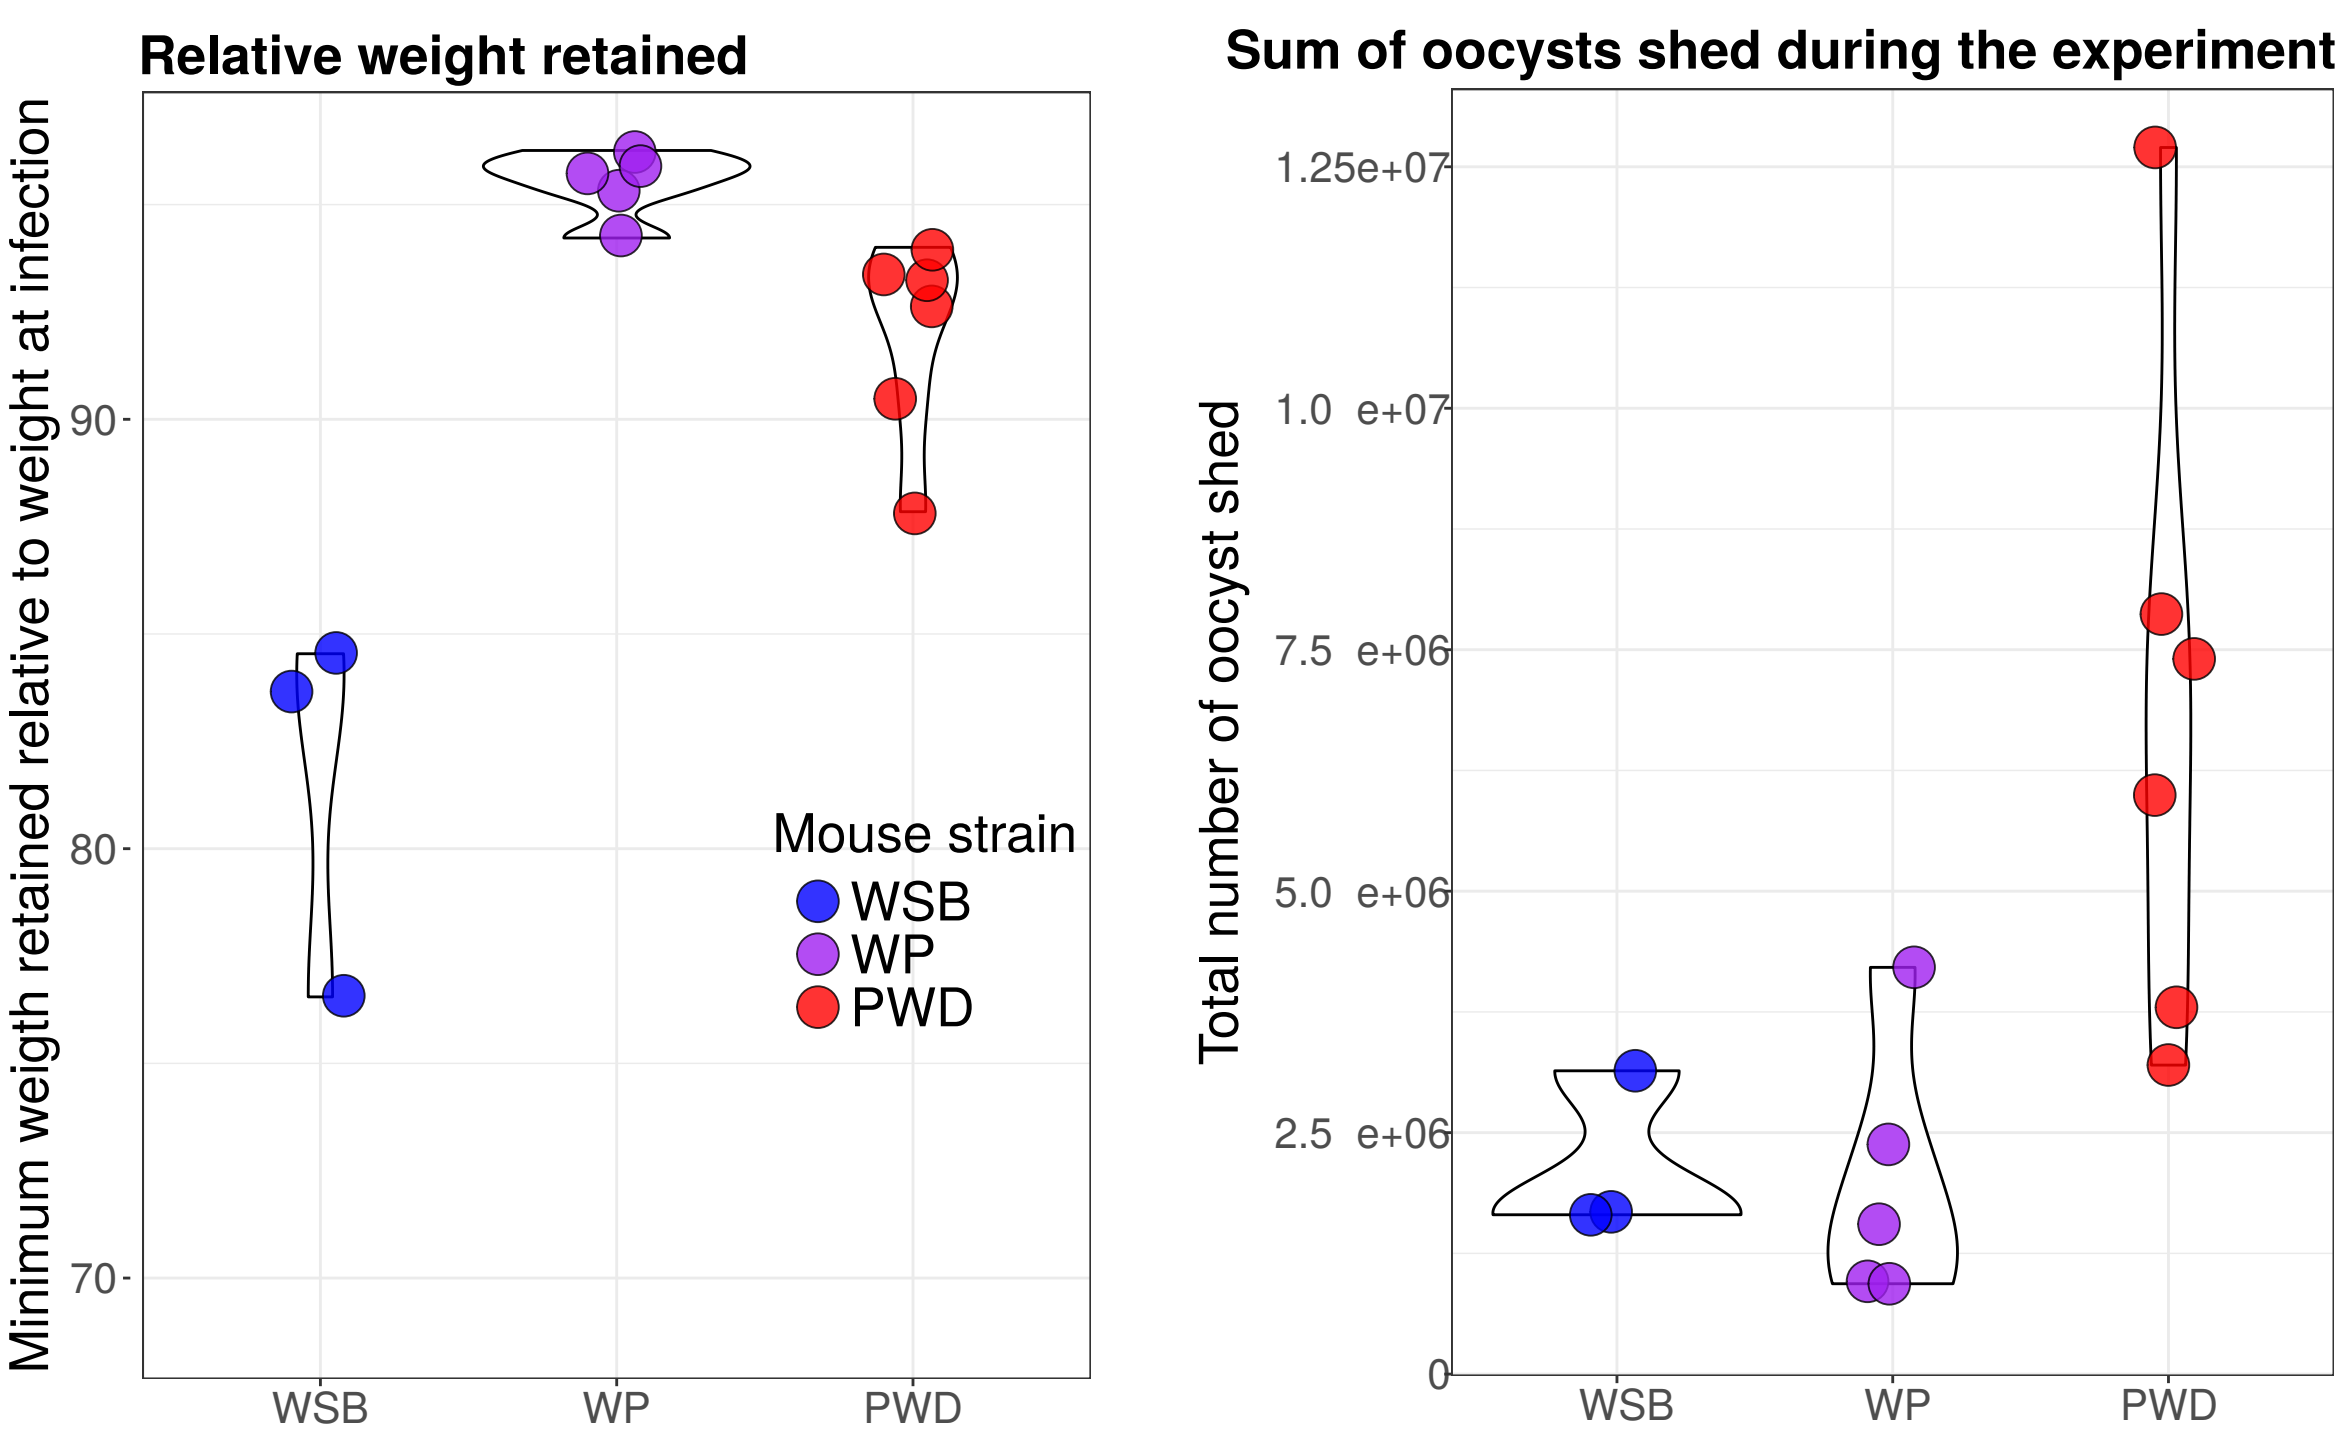 Relative weight retained
Minimum weigth retained relative to weight at infection
90
80
70
WSB
WP
PWD
Mouse strain
WSB
WP
PWD
Sum of oocysts shed during the experiment
Total number of oocyst shed
1.25e+07
1.0 e+07
7.5 e+06
5.0 e+06
2.5 e+06
0
WSB
WP
PWD